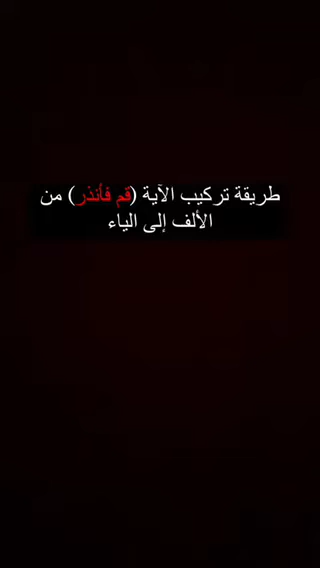 طريقة تركيب الآية (قم فأنذر) من
الألف إلى الياء